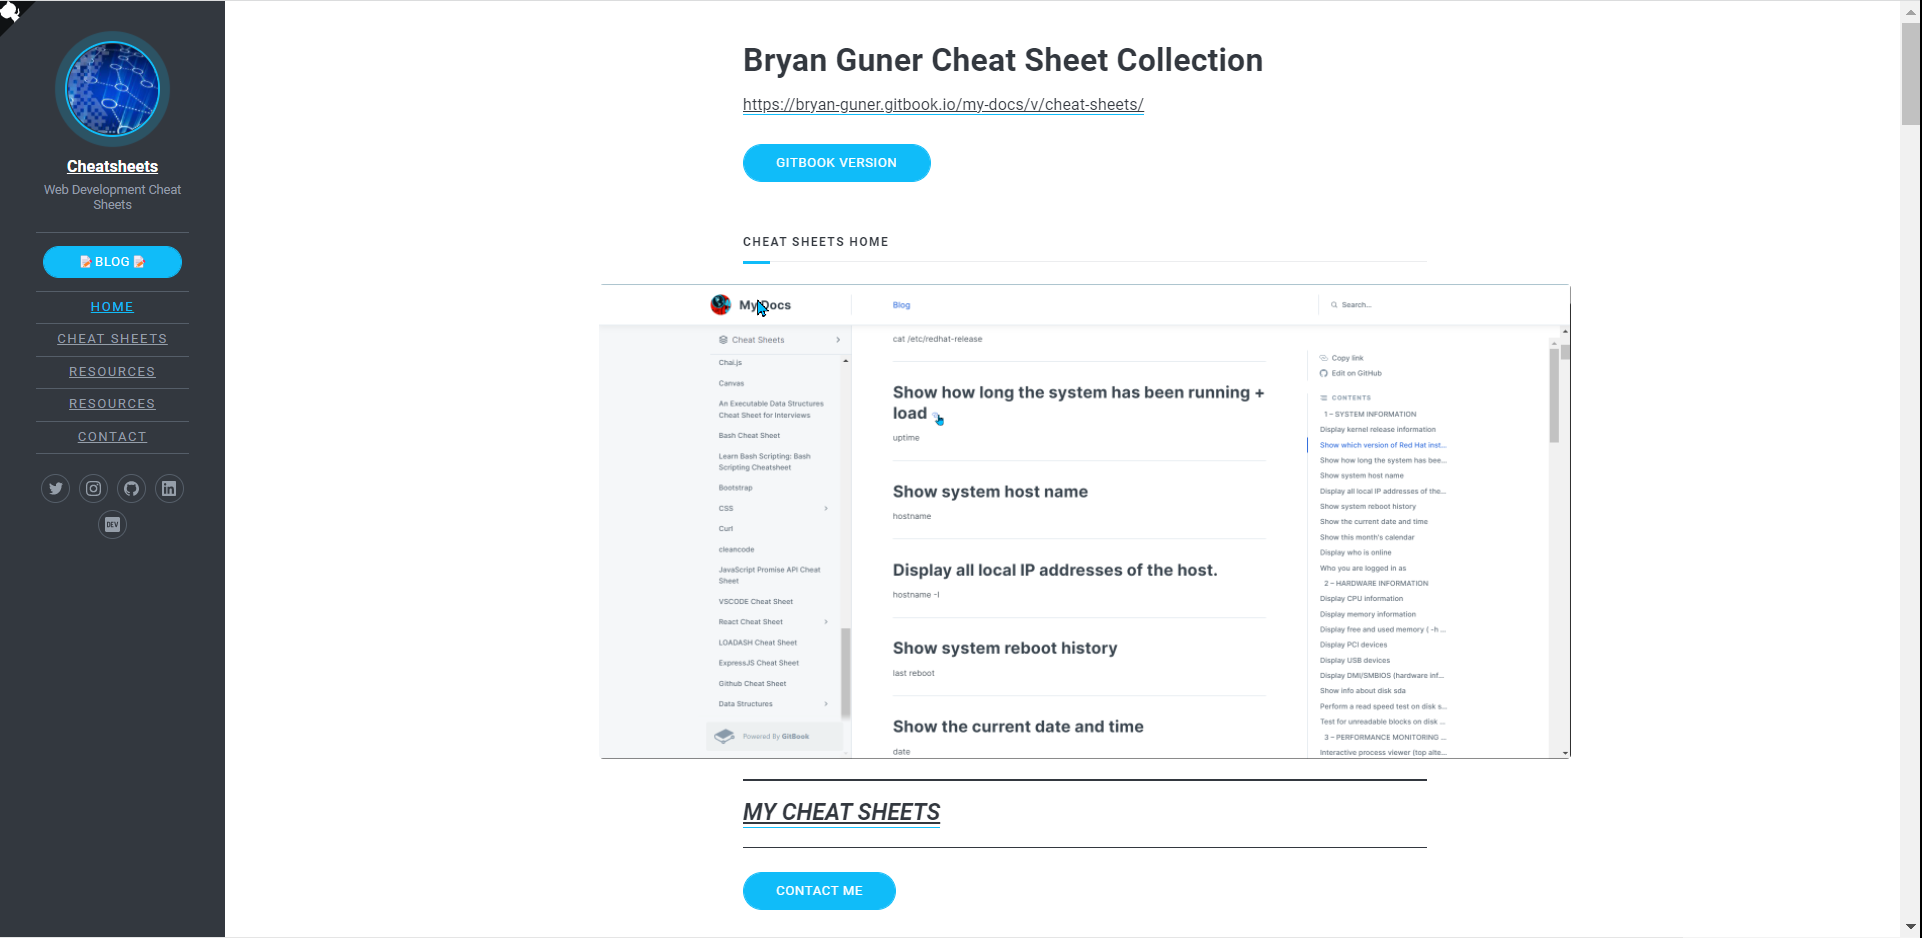 Cheatsheets
Web Development Cheat
Sheets
📝 BLOG 📝
HOME
CHEAT SHEETS
RESOURCES
RESOURCES
CONTACT
DEV
Bryan Guner Cheat Sheet Collection
https://bryan-guner.gitbook.io/my-docs/v/cheat-sheets/
GITBOOK VERSION
CHEAT SHEETS HOME
My Docs
Blog
Search...
Cheat Sheets
Chai.js
Canvas
An Executable Data Structures
Cheat Sheet for Interviews
Bash Cheat Sheet
Learn Bash Scripting: Bash
Scripting Cheatsheet
Bootstrap
CSS
Curl
cleancode
JavaScript Promise API Cheat
Sheet
VSCODE Cheat Sheet
React Cheat Sheet
LOADASH Cheat Sheet
ExpressJS Cheat Sheet
Github Cheat Sheet
Data Structures
Powered By GitBook
cat /etc/redhat-release
Show how long the system has been running +
load
uptime
Show system host name
hostname
Display all local IP addresses of the host.
hostname -I
Show system reboot history
last reboot
Show the current date and time
date
Copy link
Edit on GitHub
CONTENTS
1 – SYSTEM INFORMATION
Display kernel release information
Show which version of Red Hat inst...
Show how long the system has bee...
Show system host name
Display all local IP addresses of the...
Show system reboot history
Show the current date and time
Show this month's calendar
Display who is online
Who you are logged in as
2 – HARDWARE INFORMATION
Display CPU information
Display memory information
Display free and used memory ( -h ...
Display PCI devices
Display USB devices
Display DMI/SMBIOS (hardware inf...
Show info about disk sda
Perform a read speed test on disk s...
Test for unreadable blocks on disk ...
3 – PERFORMANCE MONITORING ...
Interactive process viewer (top alte...
MY CHEAT SHEETS
CONTACT ME